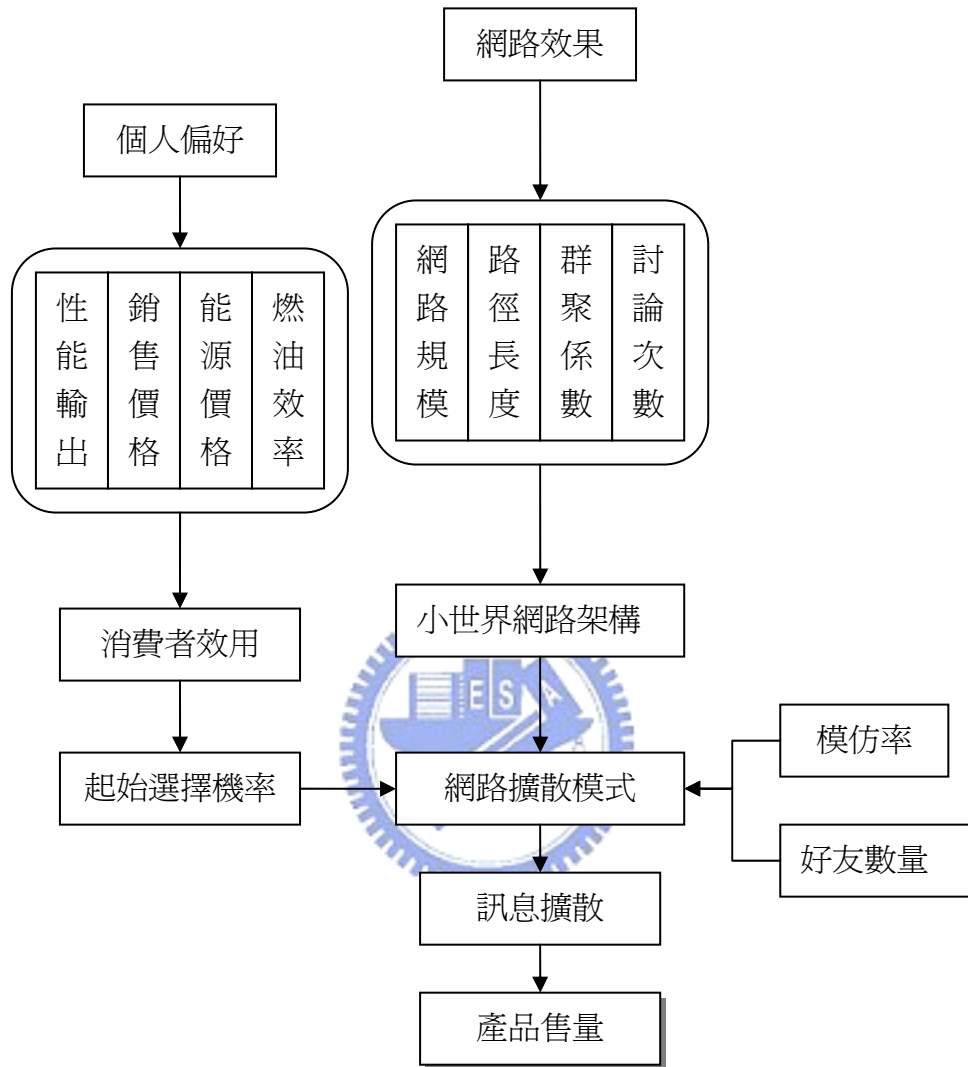 網路效果
個人偏好
性能輸出
銷售價格
能源價格
燃油效率
網路規模
路徑長度
群聚係數
討論次數
消費者效用
小世界網路架構
ESA
起始選擇機率
網路擴散模式
模仿率
好友數量
訊息擴散
產品售量